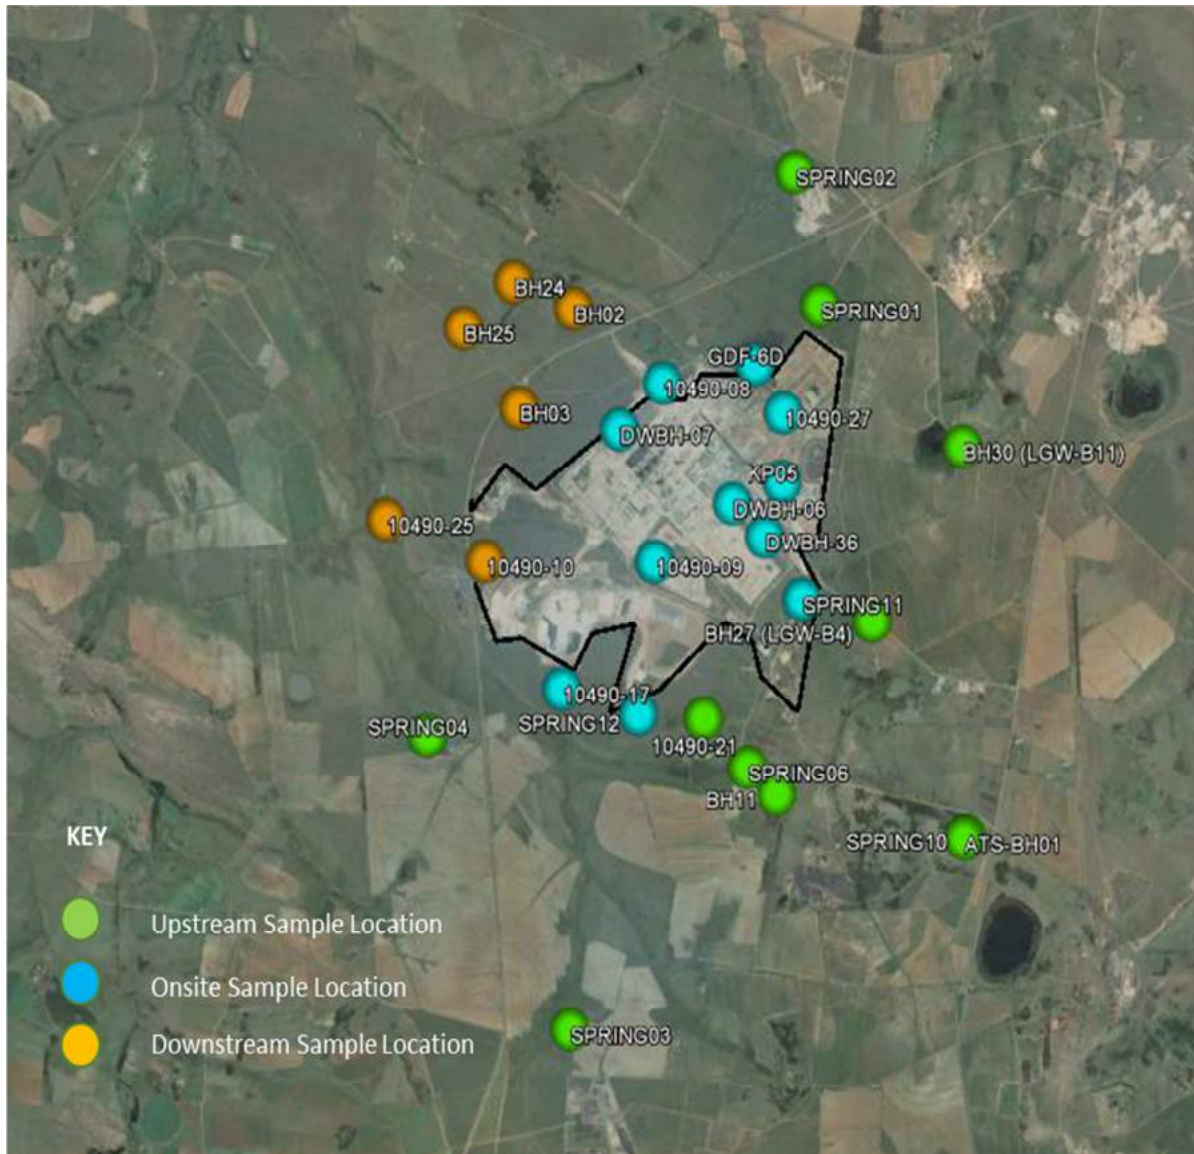 SPRING02
BH24
BH02
SPRING01
BH25
GDF-6D
10490-08
BH03
10490-27
DWBH-07
BH30 (LGW-B11)
XP05
DWBH-06
10490-25
DWBH-36
10490-10
10490-09
SPRING11
BH27 (LGW-B4)
10490-17
SPRING12
SPRING04
10490-21
SPRING06
BH11
SPRING10
ATS-BH01
SPRING03
KEY
Upstream Sample Location
Onsite Sample Location
Downstream Sample Location